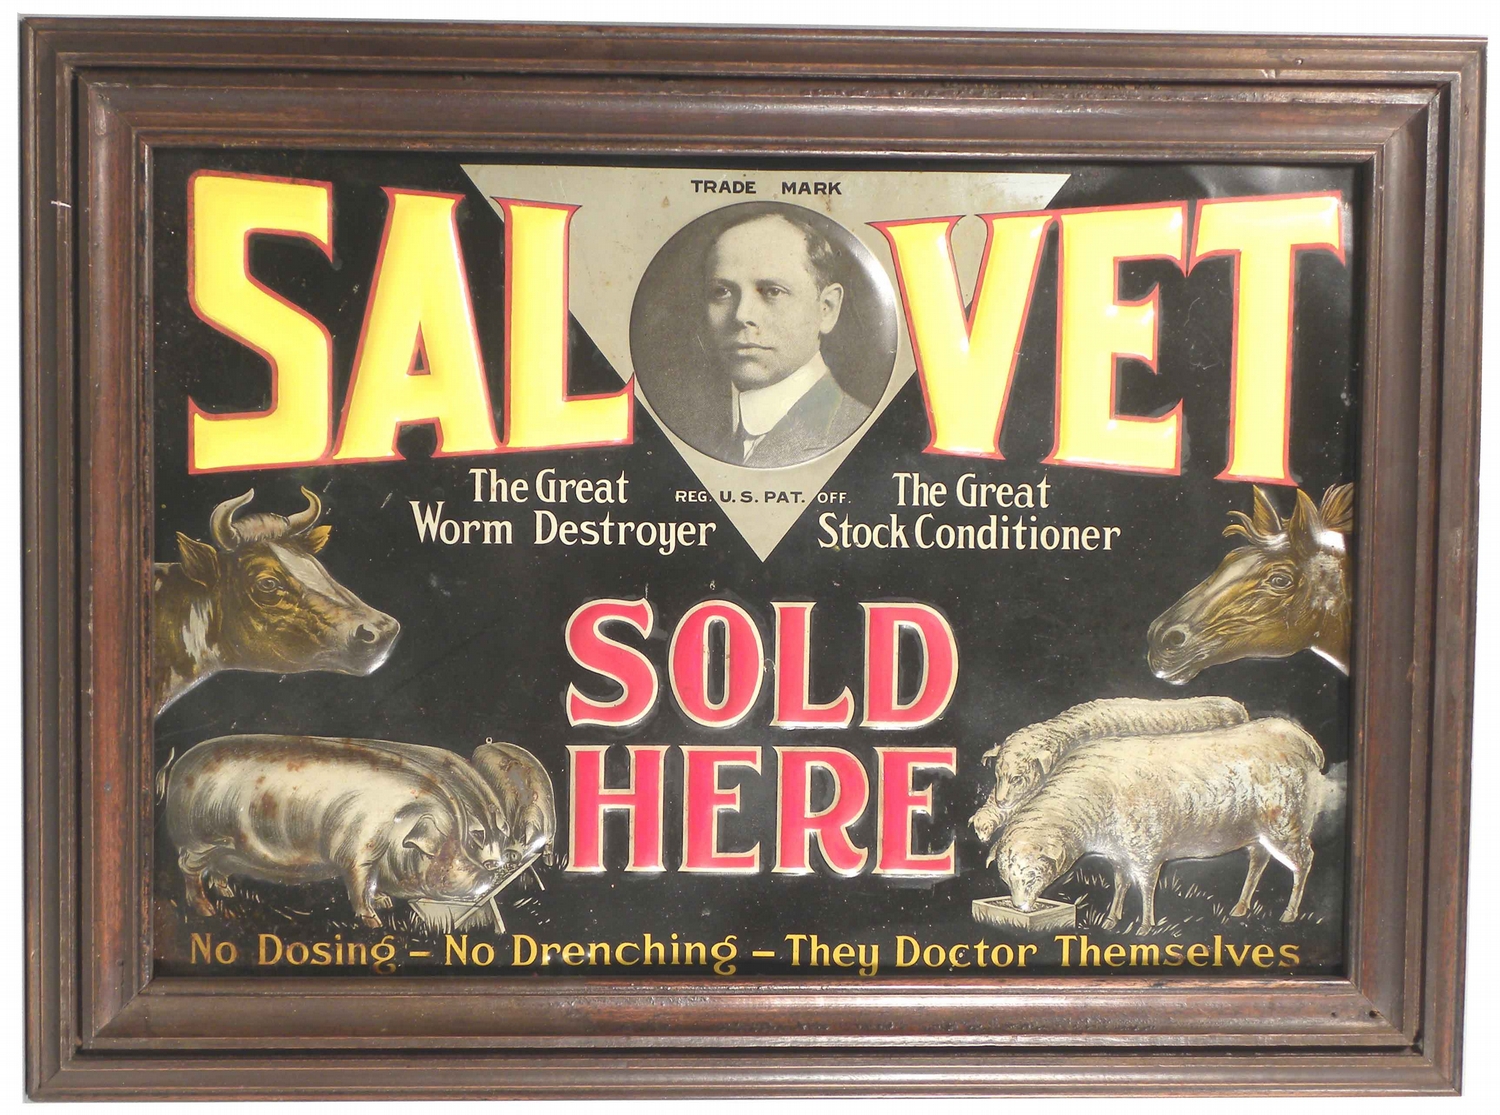 TRADE MARK
SAL VET
The Great
Worm Destroyer
REG. U. S. PAT. OFF.
The Great
Stock Conditioner
SOLD
HERE
No Dosing – No Drenching – They Doctor Themselves